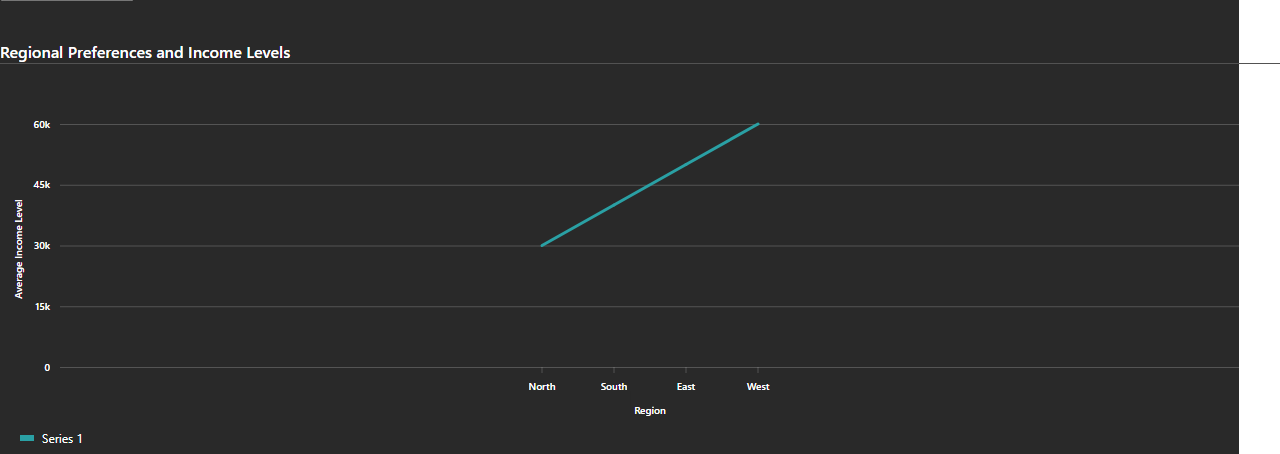 Regional Preferences and Income Levels
60k
45k
30k
15k
0
Average Income Level
North South East West
Region
Series 1